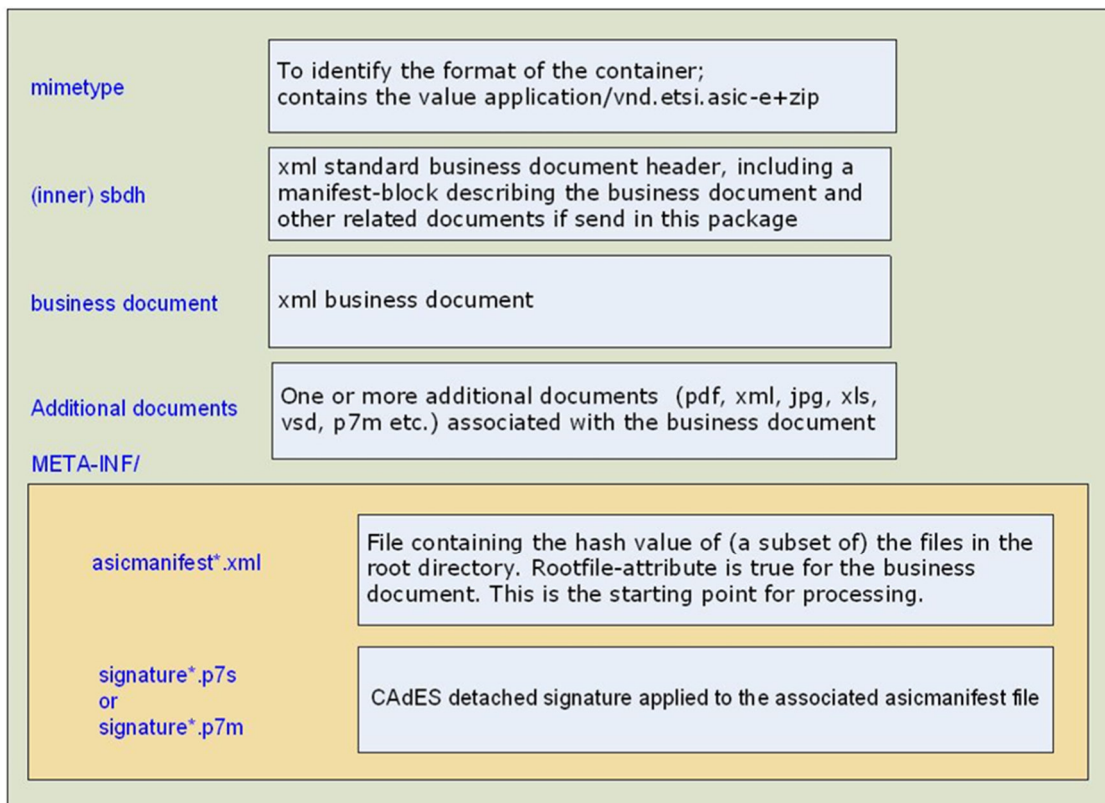 mimetype
To identify the format of the container;
contains the value application/vnd.etsi.asic-e+zip
(inner) sbdh
xml standard business document header, including a
manifest-block describing the business document and
other related documents if send in this package
business document
xml business document
Additional documents
One or more additional documents (pdf, xml, jpg, xls,
vsd, p7m etc.) associated with the business document
META-INF/
asicmanifest*.xml
File containing the hash value of (a subset of) the files in the
root directory. Rootfile-attribute is true for the business
document. This is the starting point for processing.
signature*.p7s
or
signature*.p7m
CAdES detached signature applied to the associated asicmanifest file